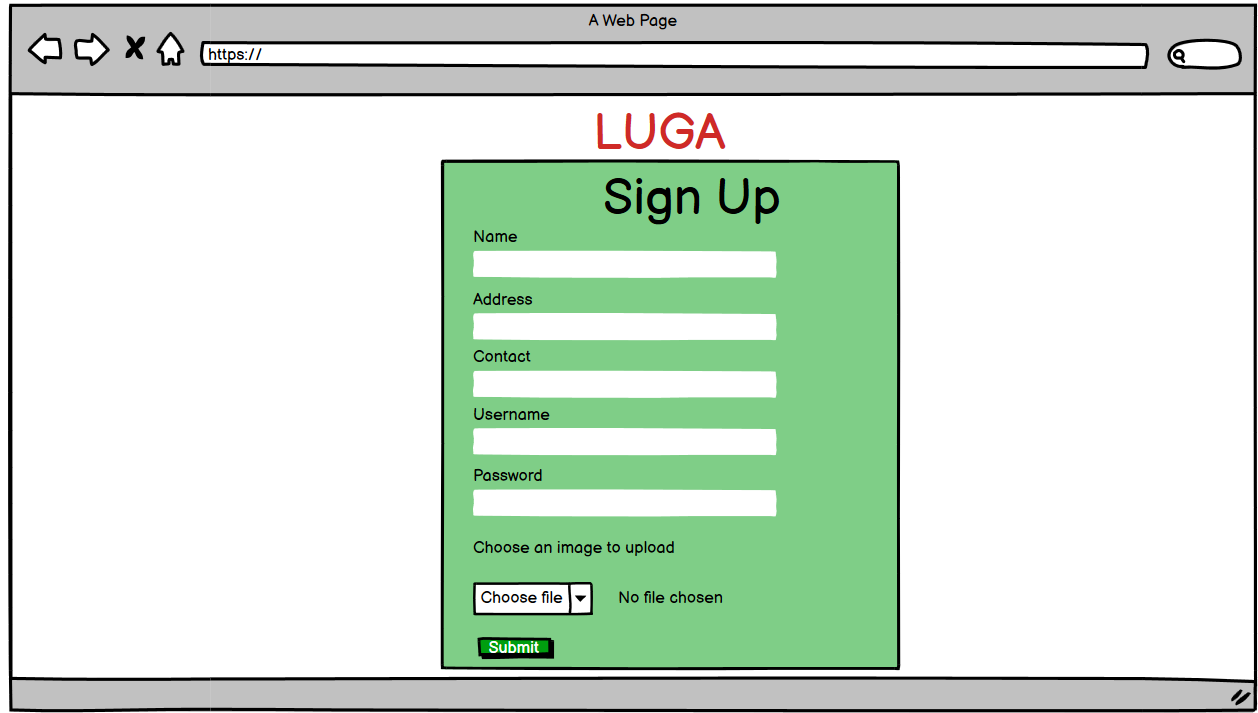 A Web Page
https://
LUGA
Sign Up
Name
Address
Contact
Username
Password
Choose an image to upload
Choose file No file chosen
Submit